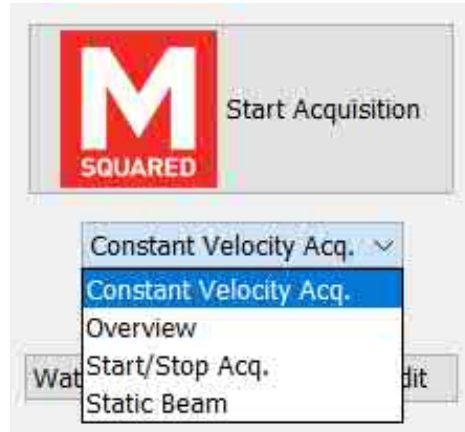 M
SQUARED
Start Acquisition
Constant Velocity Acq.
Constant Velocity Acq.
Overview
Start/Stop Acq.
Static Beam